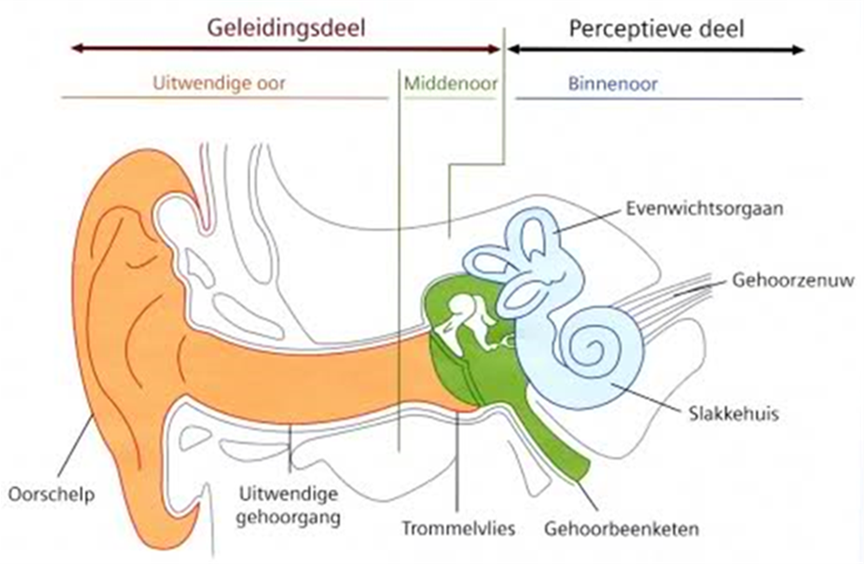 Geleidingsdeel
Perceptieve deel
Uitwendige oor
Middenoor
Binnenoor
Evenwichtsorgaan
Gehoorzenuw
Slakkehuis
Oorschelp
Uitwendige
gehoorgang
Trommelvlies
Gehoorbeenketen